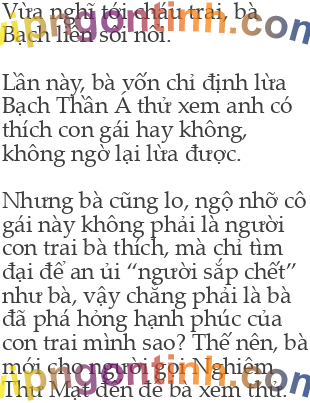 Vừa nghĩ tới cháu trai, bà
Bạch liền sôi nổi.
vipngontinh.com
Lần này, bà vốn chỉ định lừa
Bạch Thần Á thử xem anh có
thích con gái hay không,
không ngờ lại lừa được.
Nhưng bà cũng lo, ngộ nhỡ cô
gái này không phải là người
con trai bà thích, mà chỉ tìm
đại để an ủi “người sắp chết”
như bà, vậy chẳng phải là bà
đã phá hỏng hạnh phúc của
con trai mình sao? Thế nên, bà
mới cho người gọi Nghiêm
Thư Mạt đến để bà xem thử.
vipngontinh.com